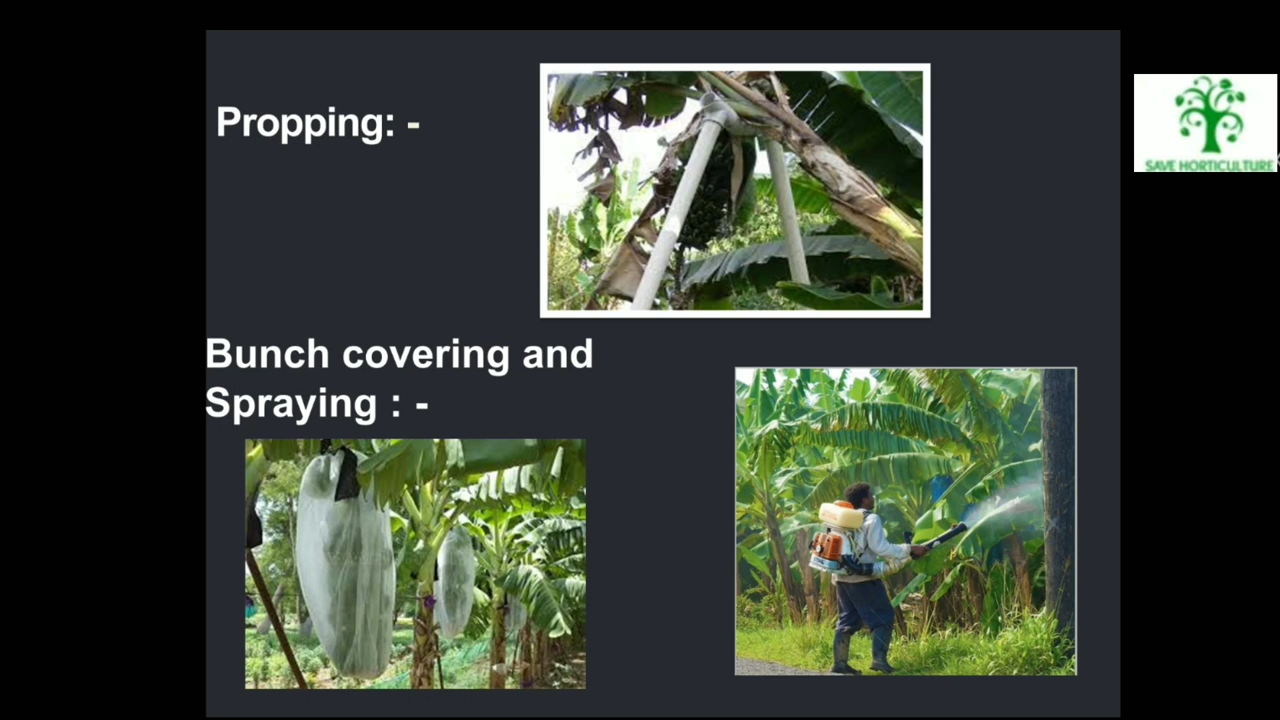 Propping: -
SAVE HORTICULTURE
Bunch covering and
Spraying : -